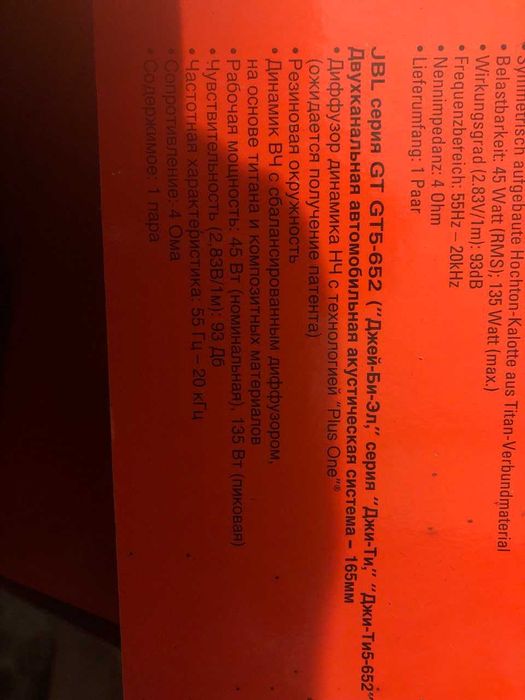 Symmetrisch aufgebaute Hochton-Kalotte aus Titan-Verbundmaterial
• Belastbarkeit: 45 Watt (RMS); 135 Watt (max.)
• Wirkungsgrad (2.83V/1m): 93dB
• Frequenzbereich: 55Hz – 20kHz
• Nennimpedanz: 4 Ohm
• Lieferumfang: 1 Paar
JBL серия GT GT5-652 ("Джей-Би-Эл," серия "Джи-Ти," "Джи-Ти5-652"
Двухканальная автомобильная акустическая система – 165мм
• Диффузор динамика НЧ с технологией "Plus One"®
(ожидается получение патента)
• Резиновая окружность
• Динамик ВЧ с сбалансированным диффузором,
на основе титана и композитных материалов
• Рабочая мощность: 45 Вт (номинальная), 135 Вт (пиковая)
• Чувствительность (2,83В/1м): 93 Дб
• Частотная характеристика: 55 Гц – 20 кГц
• Сопротивление: 4 Ома
• Содержимое: 1 пара